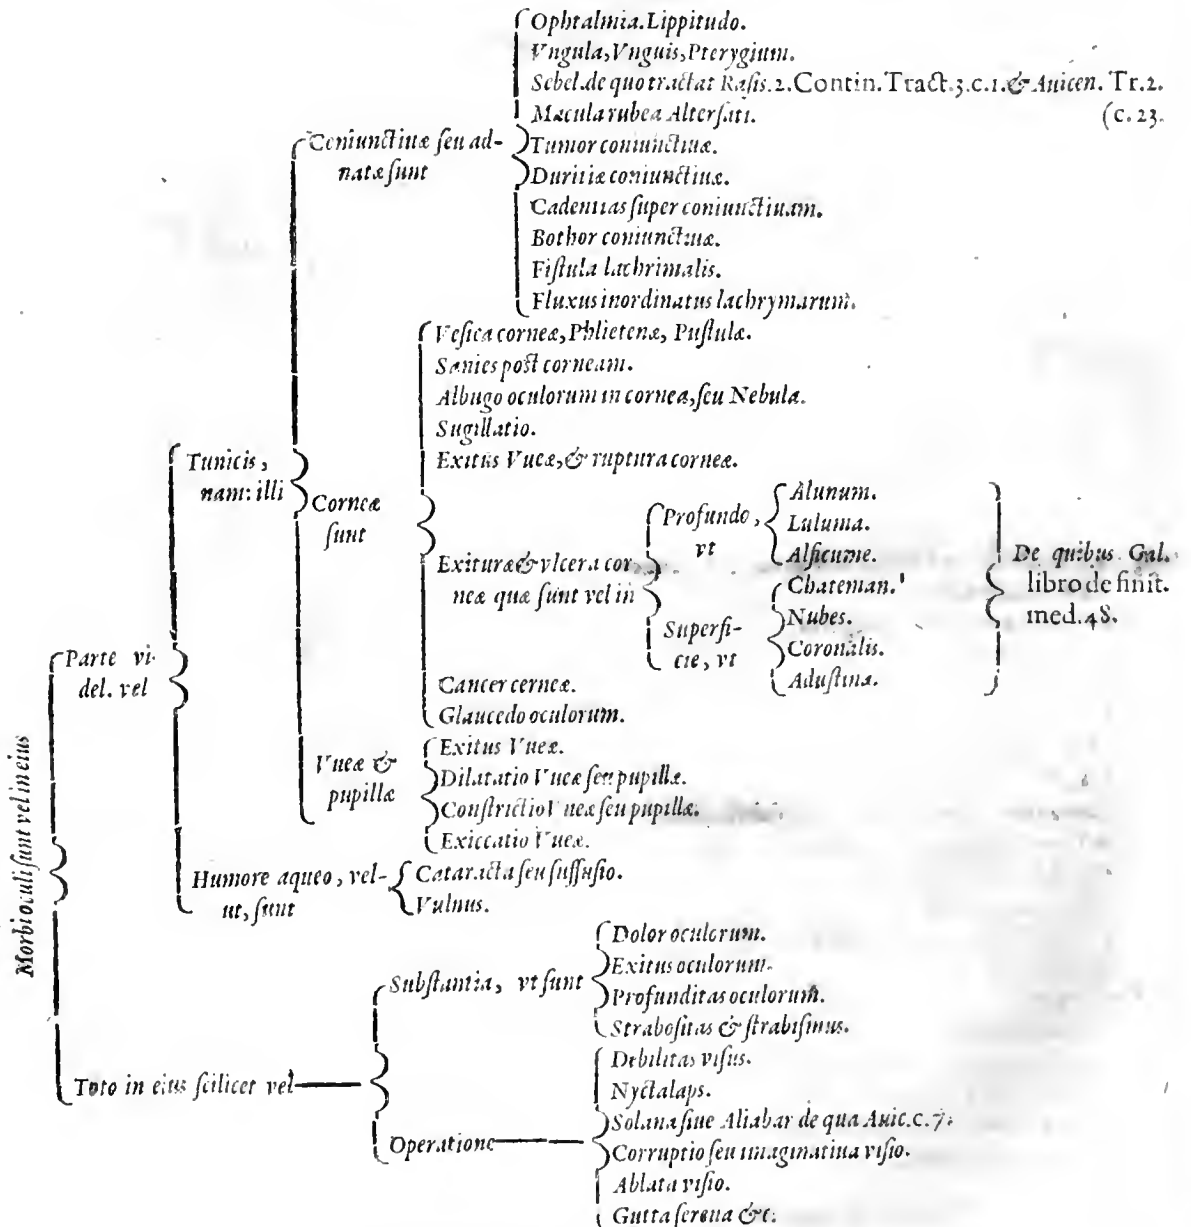 Morbi oculi sunt vel in eius
Parte vi-
del. vel
Tunicis,
nam: illi
Coniunctiuæ seu ad-
natæ sunt
Ophtalmia. Lippitudo.
Vngula, Vnguis, Pterygium.
Sebel. de quo tractat Rasis. 2. Contin. Tract. 3. c. 1. & Auicen. Tr. 2.
(c. 23.
Macula rubea Alterfati.
Tumor coniunctiuæ.
Duritiæ coniunctiuæ.
Cadentias super coniunctiuam.
Bothor coniunctiuæ.
Fistula lachrimalis.
Fluxus inordinatus lachrymarum.
Corneæ
sunt
Vesica corneæ, Phlietenæ, Pustulæ.
Sanies post corneam.
Albugo oculorum in cornea, seu Nebula.
Sugillatio.
Exitus Vueæ, & ruptura corneæ.
Exituræ & vlcera cor-
neæ quæ sunt vel in
Profundo,
vt
Alunum.
Luluma.
Alficume.
Superfi-
cie, vt
Chateman.
Nubes.
Coronalis.
Adustina.
De quibus Gal.
libro de finit.
med. 48.
Cancer cerneæ.
Glaucedo oculorum.
Vueæ &
pupillæ
Exitus Vueæ.
Dilatatio Vueæ seu pupillæ.
Constrictio Vueæ seu pupillæ.
Exiccatio Vueæ.
Humore aqueo, vel-
ut, sunt
Cataracta seu suffusio.
Vulnus.
Toto in eius scilicet vel
Substantia, vt sunt
Dolor oculorum.
Exitus oculorum.
Profunditas oculorum.
Strabositas & strabismus.
Operatione
Debilitas visus.
Nyctalaps.
Solana siue Aliabar de qua Auic. c. 7.
Corruptio seu imaginatiua visio.
Ablata visio.
Gutta serena &c.